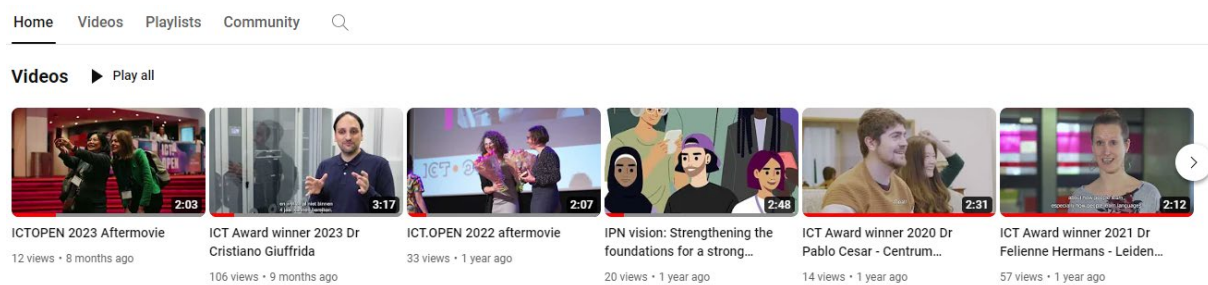 Home Videos Playlists Community
Videos Play all
ICT
OPEN
2:03
3:17
ICT
2:07
2:48
2:31
2:12
ICTOPEN 2023 Aftermovie
12 views • 8 months ago
ICT Award winner 2023 Dr
Cristiano Giuffrida
106 views • 9 months ago
ICT.OPEN 2022 aftermovie
33 views • 1 year ago
IPN vision: Strengthening the
foundations for a strong...
20 views • 1 year ago
ICT Award winner 2020 Dr
Pablo Cesar - Centrum...
14 views • 1 year ago
ICT Award winner 2021 Dr
Felienne Hermans - Leiden...
57 views • 1 year ago